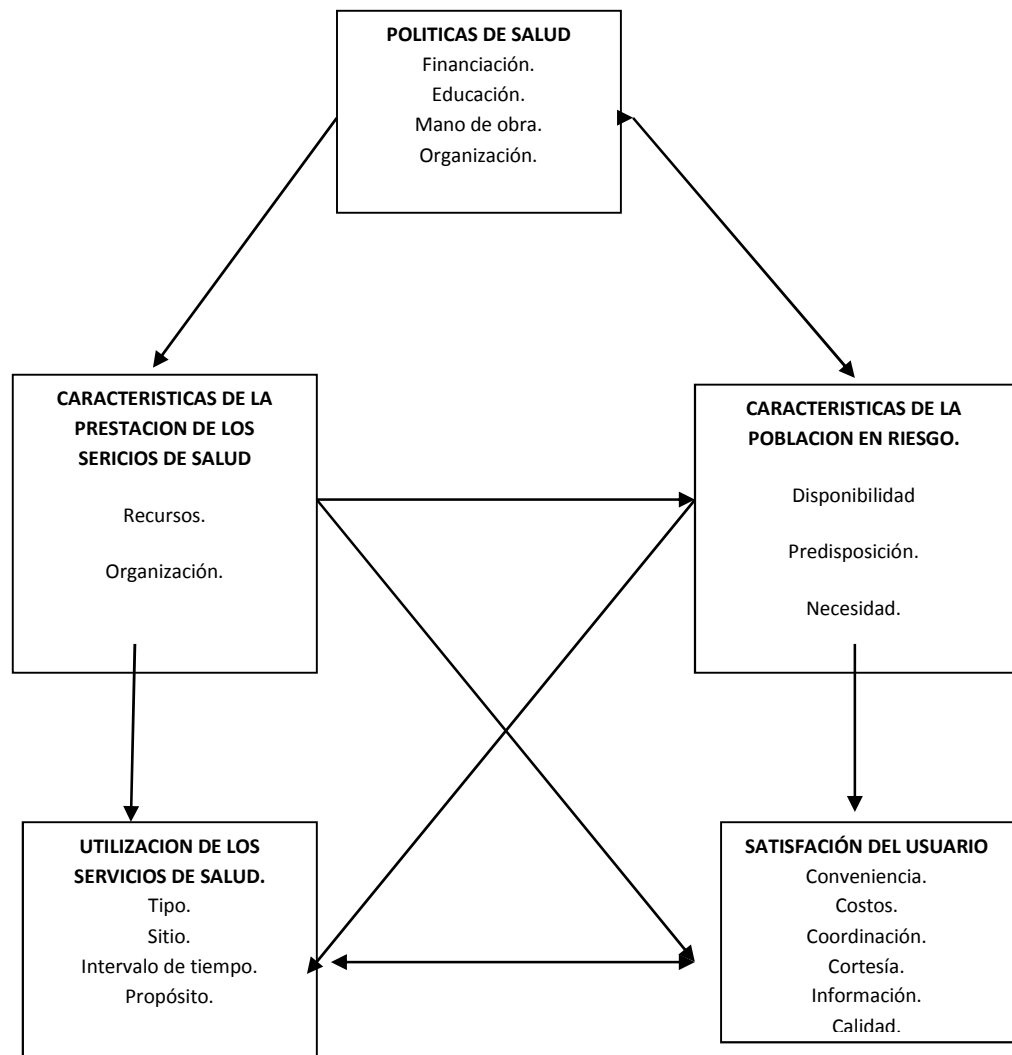 POLITICAS DE SALUD
Financiación.
Educación.
Mano de obra.
Organización.
CARACTERISTICAS DE LA
PRESTACION DE LOS
SERICIOS DE SALUD
Recursos.
Organización.
CARACTERISTICAS DE LA
POBLACION EN RIESGO.
Disponibilidad
Predisposición.
Necesidad.
UTILIZACION DE LOS
SERVICIOS DE SALUD.
Tipo.
Sitio.
Intervalo de tiempo.
Propósito.
SATISFACIÓN DEL USUARIO
Conveniencia.
Costos.
Coordinación.
Cortesía.
Información.
Calidad.